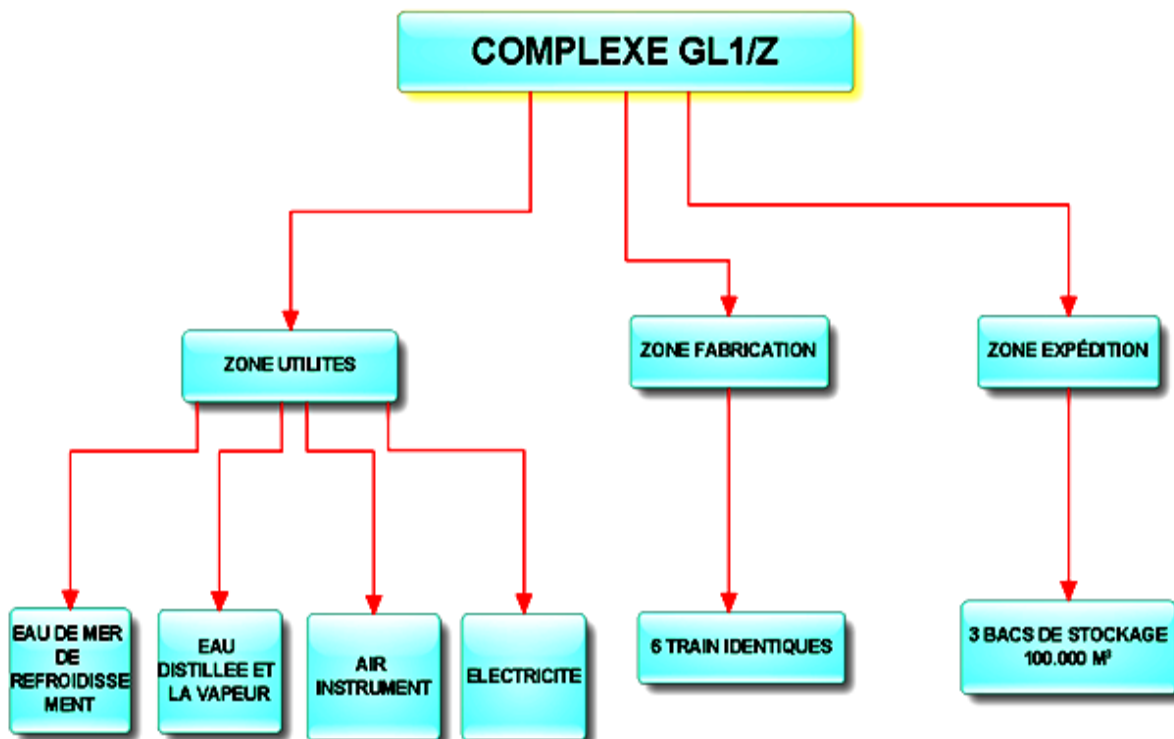 COMPLEXE GL1/Z
ZONE UTILITES
ZONE FABRICATION
ZONE EXPÉDITION
EAU DE MER
DE
REFROIDISSE
MENT
EAU
DISTILLEE ET
LA VAPEUR
AIR
INSTRUMENT
ELECTRICITE
6 TRAIN IDENTIQUES
3 BACS DE STOCKAGE
100.000 M³